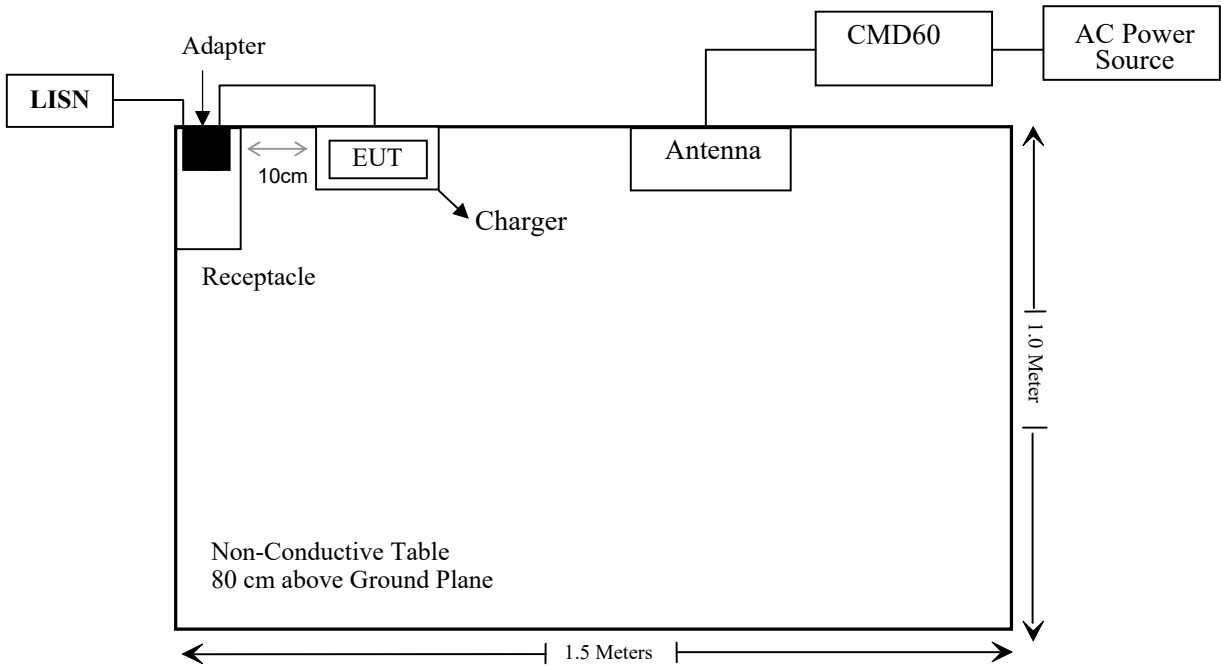 CMD60
AC Power
Source
Adapter
LISN
EUT
Antenna
10cm
Charger
Receptacle
1.0 Meter
Non-Conductive Table
80 cm above Ground Plane
1.5 Meters